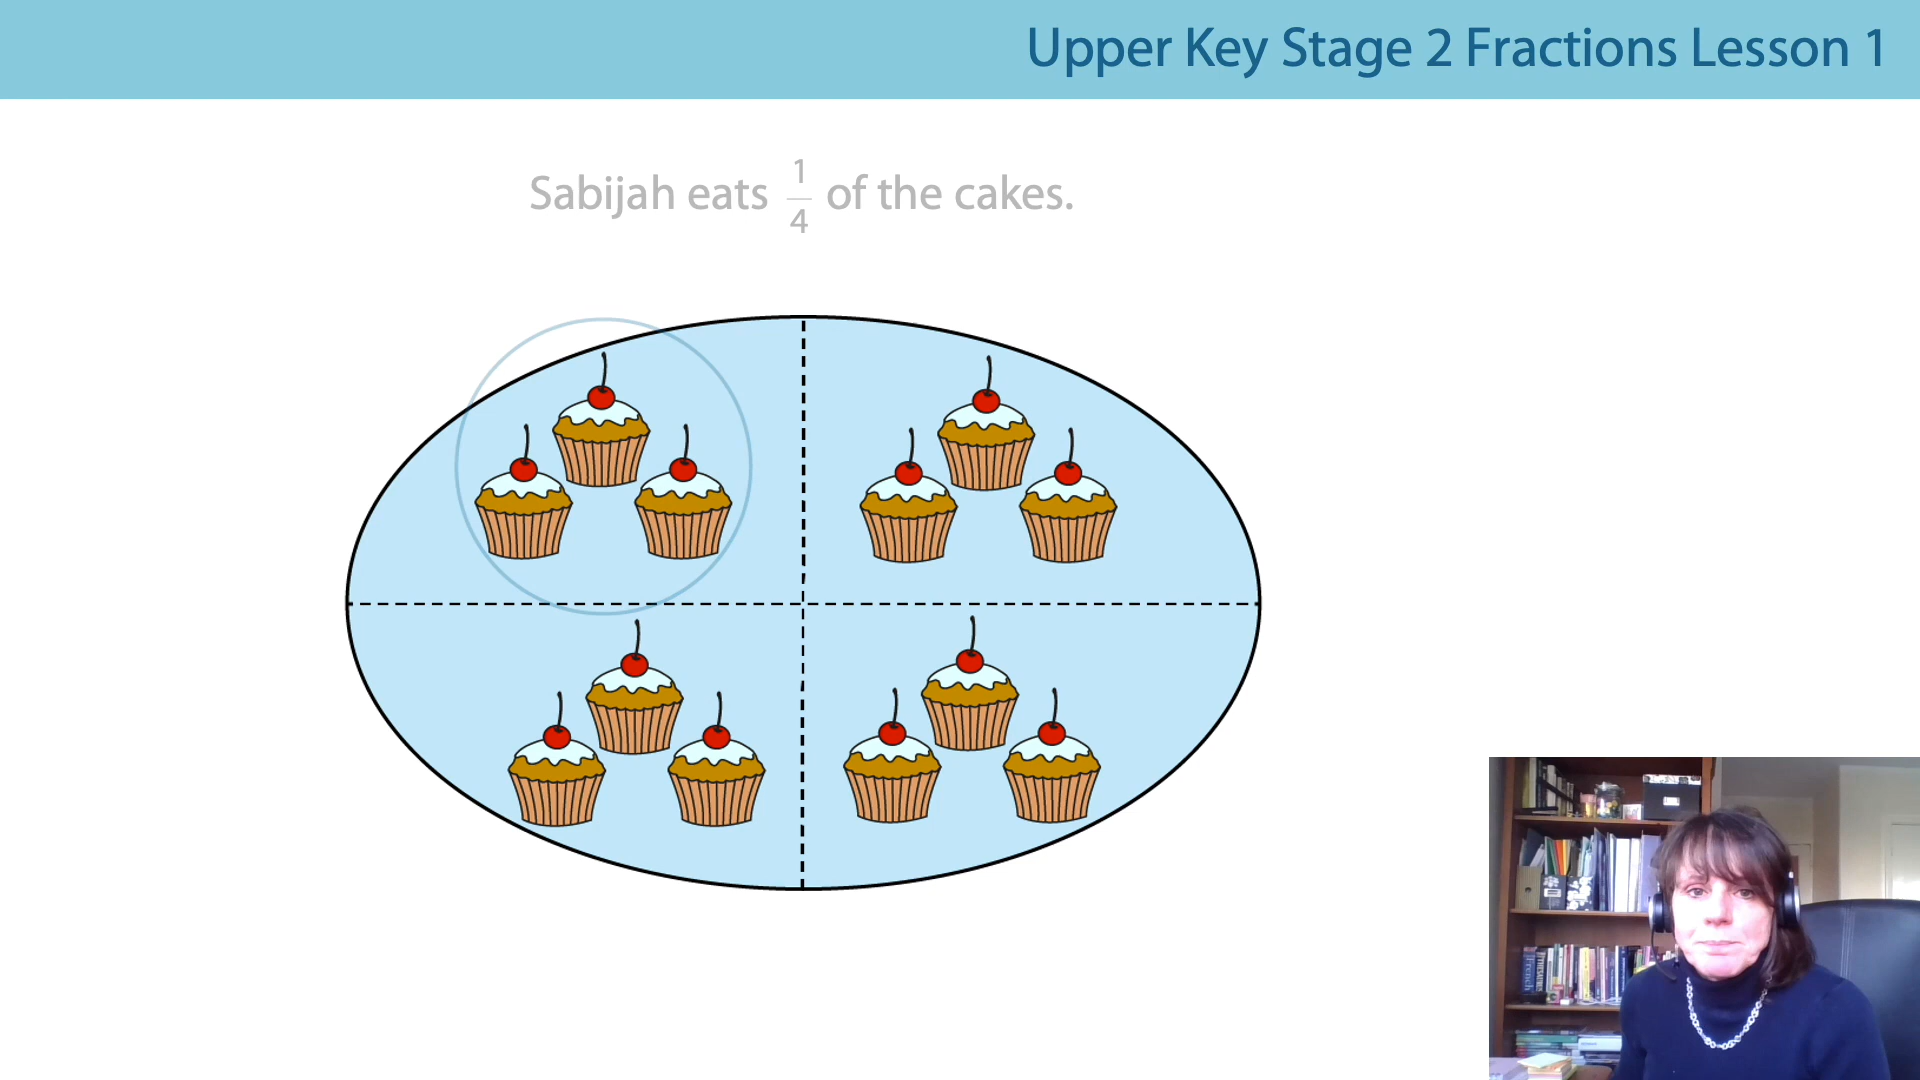 Upper Key Stage 2 Fractions Lesson 1
Sabijah eats 1/4 of the cakes.